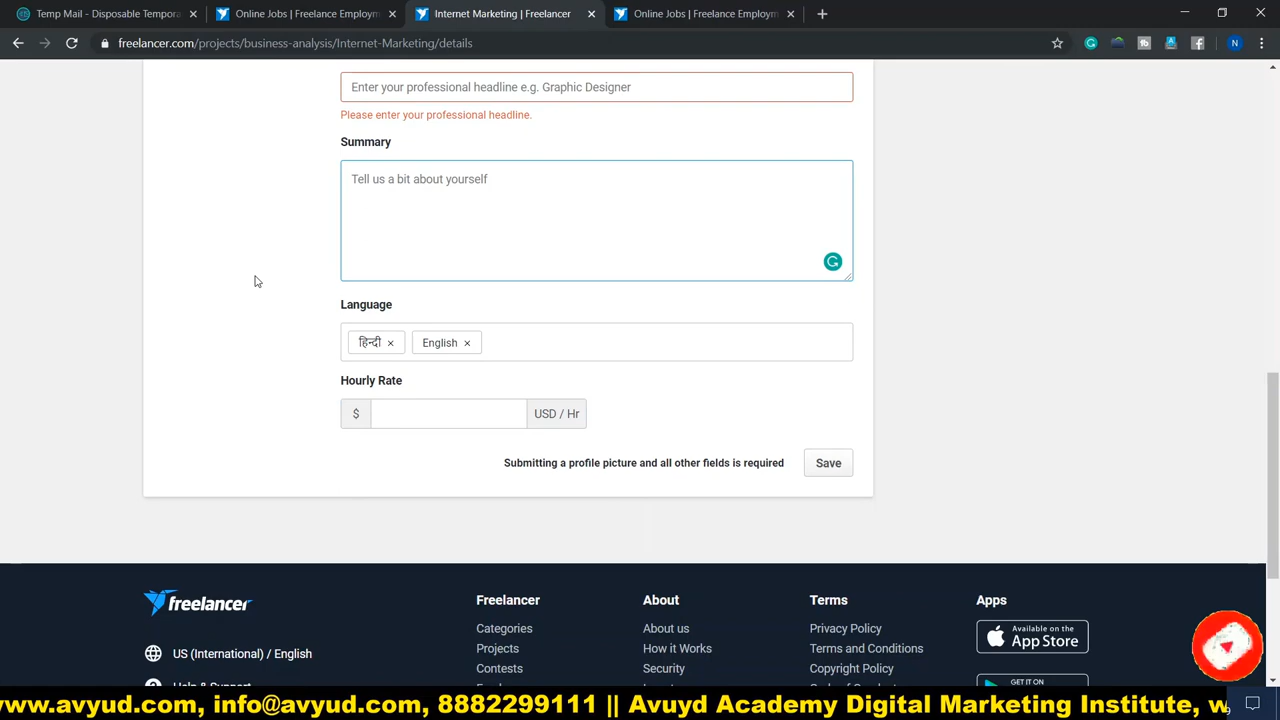 Temp Mail - Disposable Tempora
Online Jobs | Freelance Employm
Internet Marketing | Freelancer
Online Jobs | Freelance Employm
freelancer.com/projects/business-analysis/Internet-Marketing/details
N
Enter your professional headline e.g. Graphic Designer
Please enter your professional headline.
Summary
Tell us a bit about yourself
Language
हिन्दी × English ×
Hourly Rate
$ USD / Hr
Submitting a profile picture and all other fields is required Save
freelancer Freelancer About Terms Apps
Categories About us Privacy Policy Available on the
Projects How it Works Terms and Conditions App Store
US (International) / English
Contests Security Copyright Policy
GET IT ON
www.avyud.com, info@avyud.com, 8882299111 || Avuyd Academy Digital Marketing Institute, w